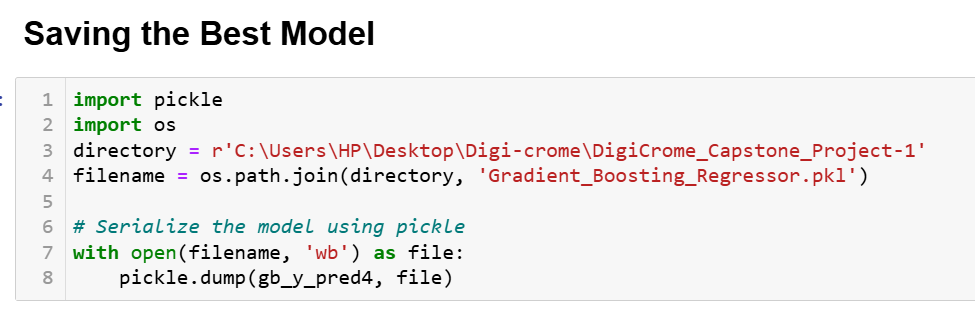 Saving the Best Model
:
1 import pickle
2 import os
3 directory = r'C:\Users\HP\Desktop\Digi-crome\DigiCrome_Capstone_Project-1'
4 filename = os.path.join(directory, 'Gradient_Boosting_Regressor.pkl')
5
6 # Serialize the model using pickle
7 with open(filename, 'wb') as file:
8     pickle.dump(gb_y_pred4, file)